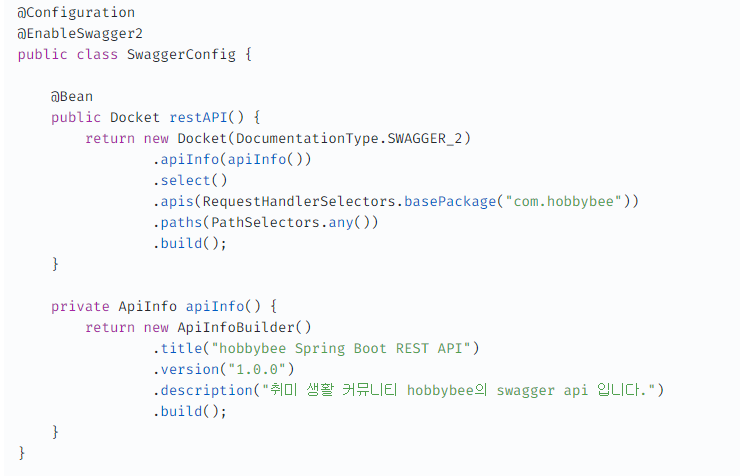 @Configuration
@EnableSwagger2
public class SwaggerConfig {
@Bean
public Docket restAPI() {
return new Docket(DocumentationType.SWAGGER_2)
.apiInfo(apiInfo())
.select()
.apis(RequestHandlerSelectors.basePackage("com.hobbybee"))
.paths(PathSelectors.any())
.build();
}
private ApiInfo apiInfo() {
return new ApiInfoBuilder()
.title("hobbybee Spring Boot REST API")
.version("1.0.0")
.description("취미 생활 커뮤니티 hobbybee의 swagger api 입니다.")
.build();
}
}